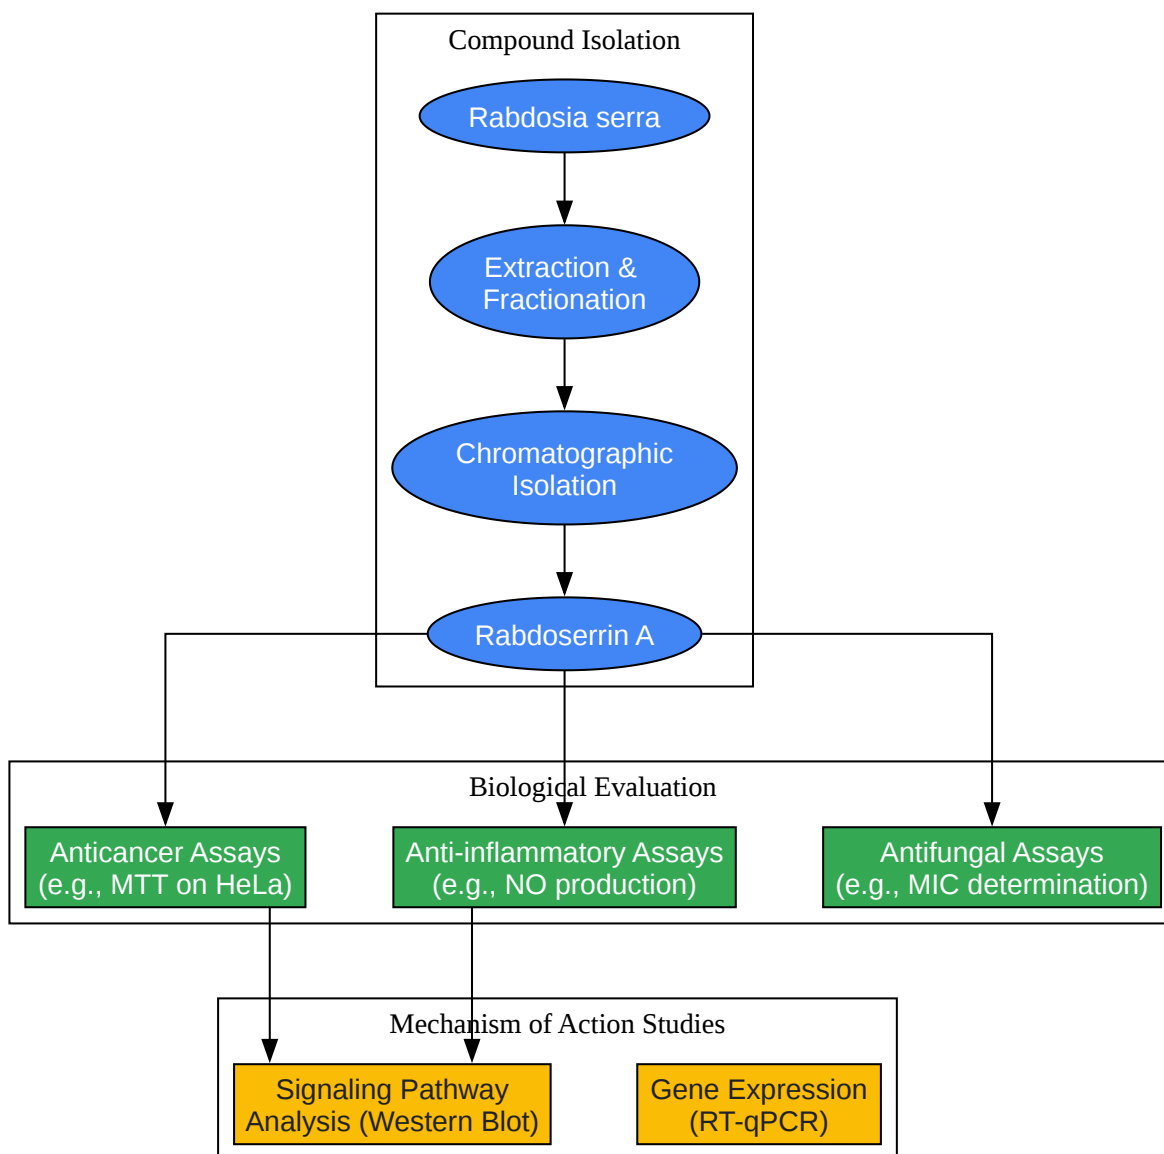 Compound Isolation
Rabdosia serra
Extraction &
Fractionation
Chromatographic
Isolation
Rabdoserrin A
Biological Evaluation
Anticancer Assays
(e.g., MTT on HeLa)
Anti-inflammatory Assays
(e.g., NO production)
Antifungal Assays
(e.g., MIC determination)
Mechanism of Action Studies
Signaling Pathway
Analysis (Western Blot)
Gene Expression
(RT-qPCR)